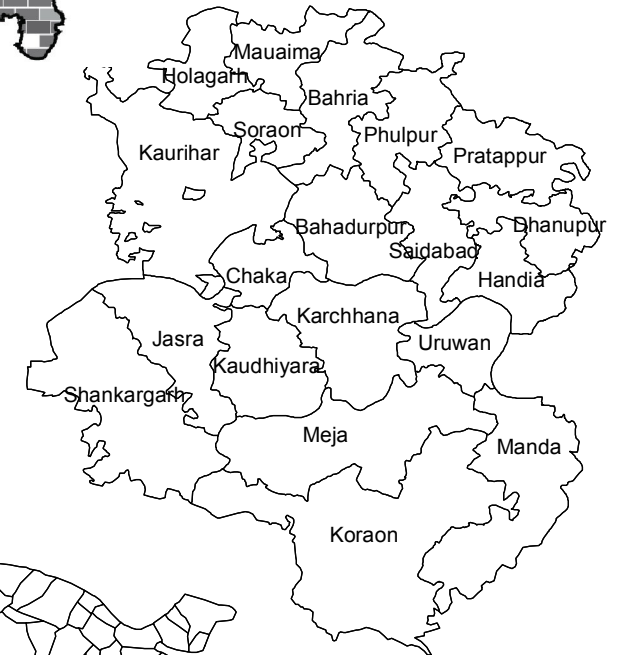 Mauaima
Holagarh
Bahria
Soraon
Phulpur
Kaurihar
Pratappur
Bahadurpur
Dhanupur
Saidabad
Chaka
Handia
Karchhana
Jasra
Uruwan
Kaudhiyara
Shankargarh
Meja
Manda
Koraon